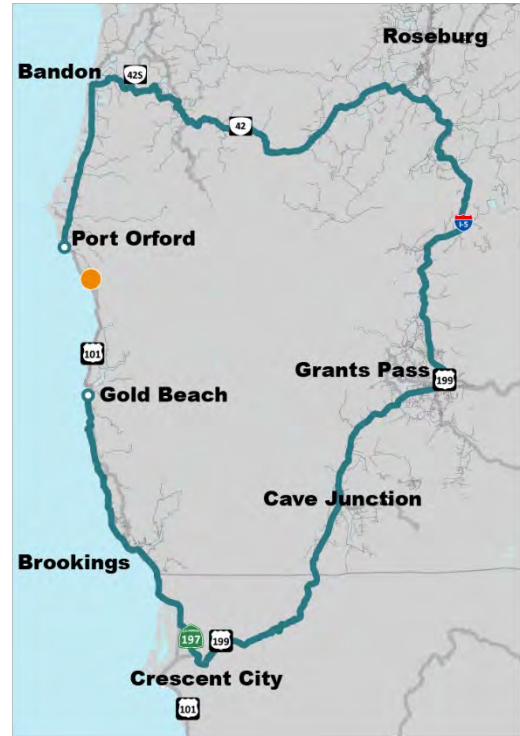 Roseburg
Bandon
42S
42
Port Orford
I-5
101
Grants Pass
199
Gold Beach
Cave Junction
Brookings
197
199
Crescent City
101